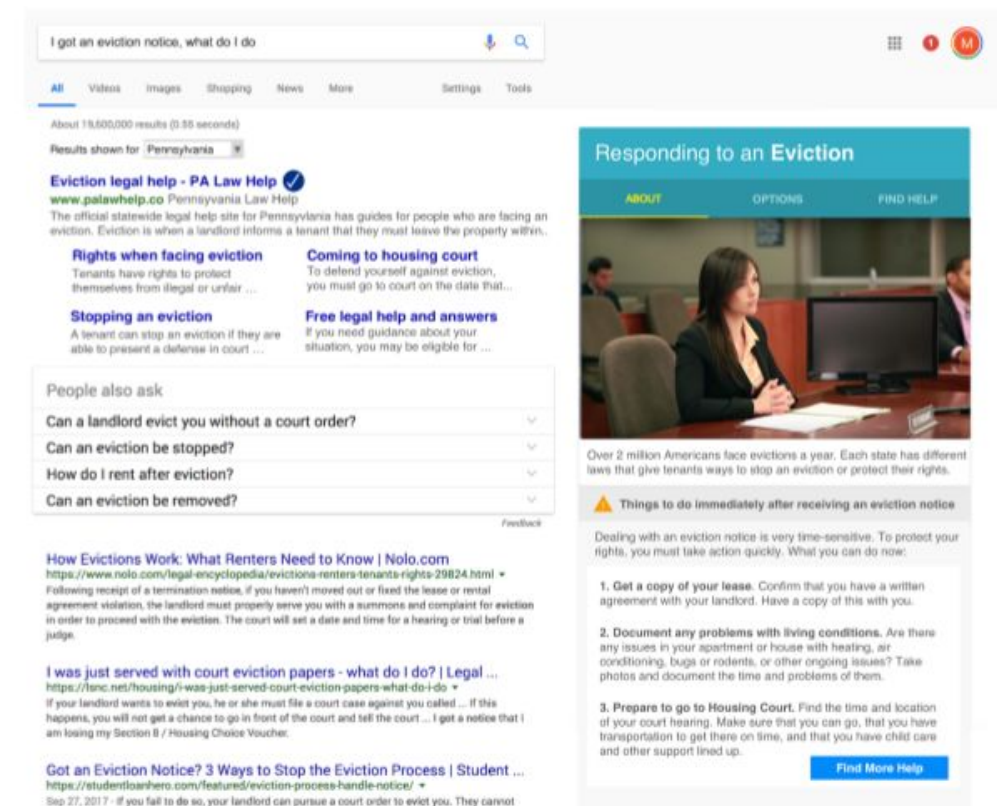 I got an eviction notice, what do I do
1
M
All Videos Images Shopping News More Settings Tools
About 19,600,000 results (0.55 seconds)
Results shown for Pennsylvania
Eviction legal help - PA Law Help
www.palawhelp.co Pennsyvania Law Help
The official statewide legal help site for Pennsyvlania has guides for people who are facing an
eviction. Eviction is when a landlord informs a tenant that they must leave the property within..
Rights when facing eviction
Tenants have rights to protect
themselves from illegal or unfair ...
Coming to housing court
To defend yourself against eviction,
you must go to court on the date that...
Stopping an eviction
A tenant can stop an eviction if they are
able to present a defense in court ...
Free legal help and answers
If you need guidance about your
situation, you may be eligible for ...
People also ask
Can a landlord evict you without a court order?
Can an eviction be stopped?
How do I rent after eviction?
Can an eviction be removed?
Feedback
How Evictions Work: What Renters Need to Know | Nolo.com
https://www.nolo.com/legal-encyclopedia/evictions-renters-tenants-rights-29824.html
Following receipt of a termination notice, if you haven't moved out or fixed the lease or rental
agreement violation, the landlord must properly serve you with a summons and complaint for eviction
in order to proceed with the eviction. The court will set a date and time for a hearing or trial before a
judge.
I was just served with court eviction papers - what do I do? | Legal ...
https://lsnc.net/housing/i-was-just-served-court-eviction-papers-what-do-i-do
If your landlord wants to evict you, he or she must file a court case against you called ... If this
happens, you will not get a chance to go in front of the court and tell the court ... I got a notice that I
am losing my Section 8 / Housing Choice Voucher.
Got an Eviction Notice? 3 Ways to Stop the Eviction Process | Student ...
https://studentloanhero.com/featured/eviction-process-handle-notice/
Sep 27, 2017 - If you fail to do so, your landlord can pursue a court order to evict you. They cannot
Responding to an Eviction
ABOUT OPTIONS FIND HELP
Over 2 million Americans face evictions a year. Each state has different
laws that give tenants ways to stop an eviction or protect their rights.
Things to do immediately after receiving an eviction notice
Dealing with an eviction notice is very time-sensitive. To protect your
rights, you must take action quickly. What you can do now:
1. Get a copy of your lease. Confirm that you have a written
agreement with your landlord. Have a copy of this with you.
2. Document any problems with living conditions. Are there
any issues in your apartment or house with heating, air
conditioning, bugs or rodents, or other ongoing issues? Take
photos and document the time and problems of them.
3. Prepare to go to Housing Court. Find the time and location
of your court hearing. Make sure that you can go, that you have
transportation to get there on time, and that you have child care
and other support lined up.
Find More Help